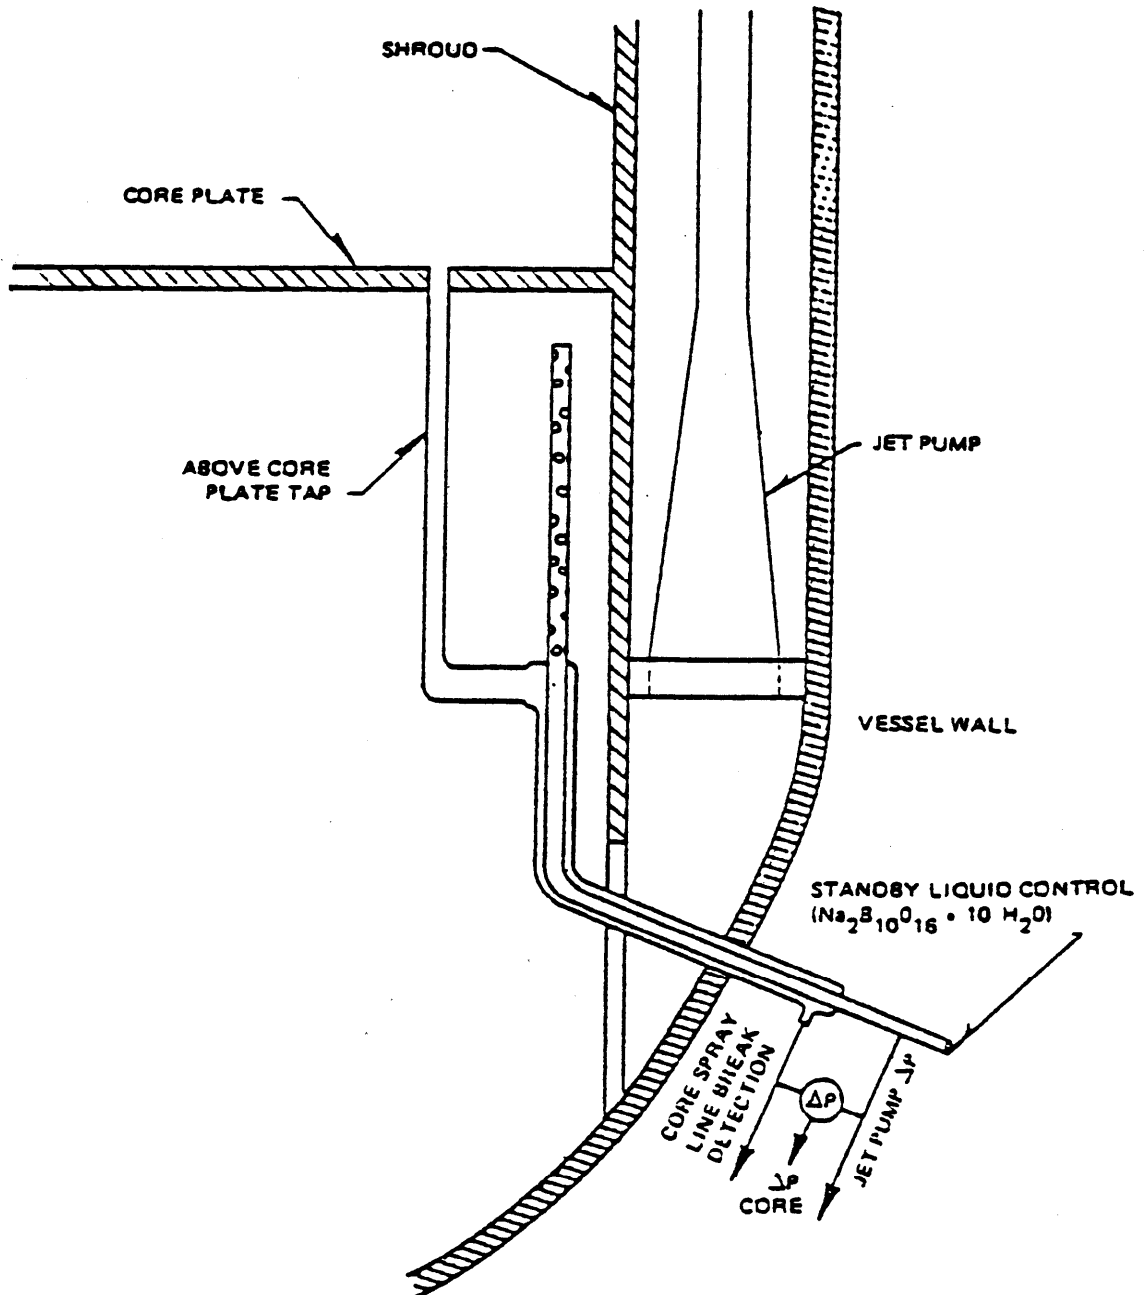 SHROUD
CORE PLATE
ABOVE CORE
PLATE TAP
JET PUMP
VESSEL WALL
STANDBY LIQUID CONTROL
(Na₂B₁₀O₁₆ • 10 H₂O)
CORE SPRAY
LINE BREAK
DETECTION
ΔP
ΔP
CORE
JET PUMP ΔP